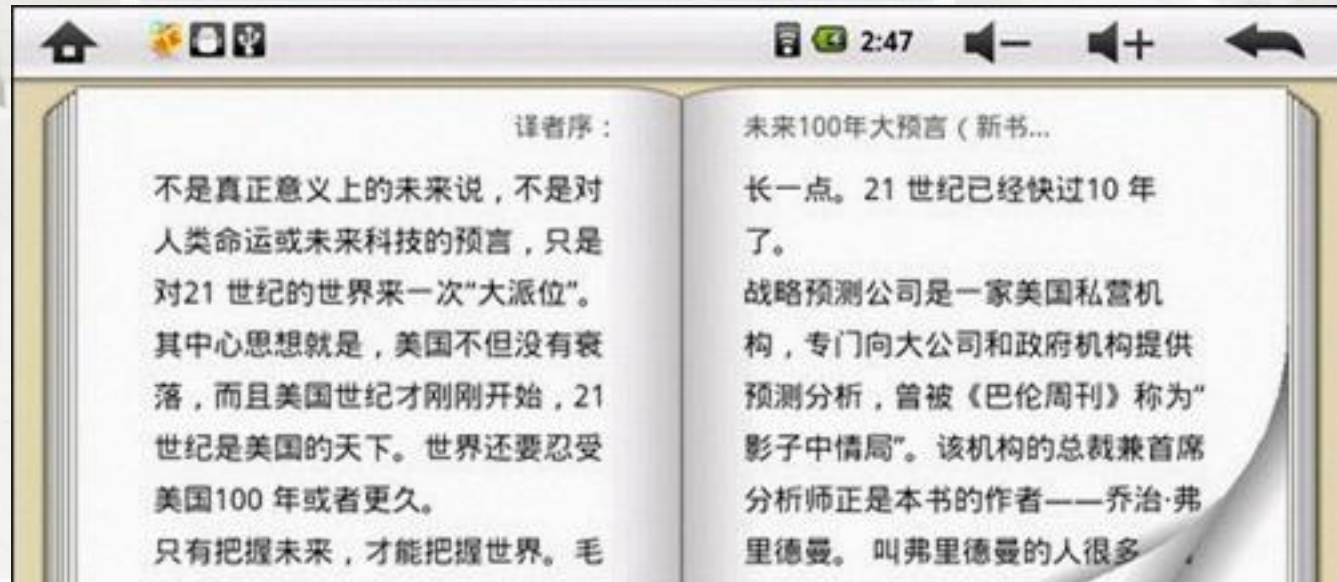 2:47
译者序：
不是真正意义上的未来说，不是对
人类命运或未来科技的预言，只是
对21 世纪的世界来一次“大派位”。
其中心思想就是，美国不但没有衰
落，而且美国世纪才刚刚开始，21
世纪是美国的天下。世界还要忍受
美国100 年或者更久。
只有把握未来，才能把握世界。毛
未来100年大预言（新书...
长一点。21 世纪已经快过10 年
了。
战略预测公司是一家美国私营机
构，专门向大公司和政府机构提供
预测分析，曾被《巴伦周刊》称为“
影子中情局”。该机构的总裁兼首席
分析师正是本书的作者——乔治·弗
里德曼。 叫弗里德曼的人很多